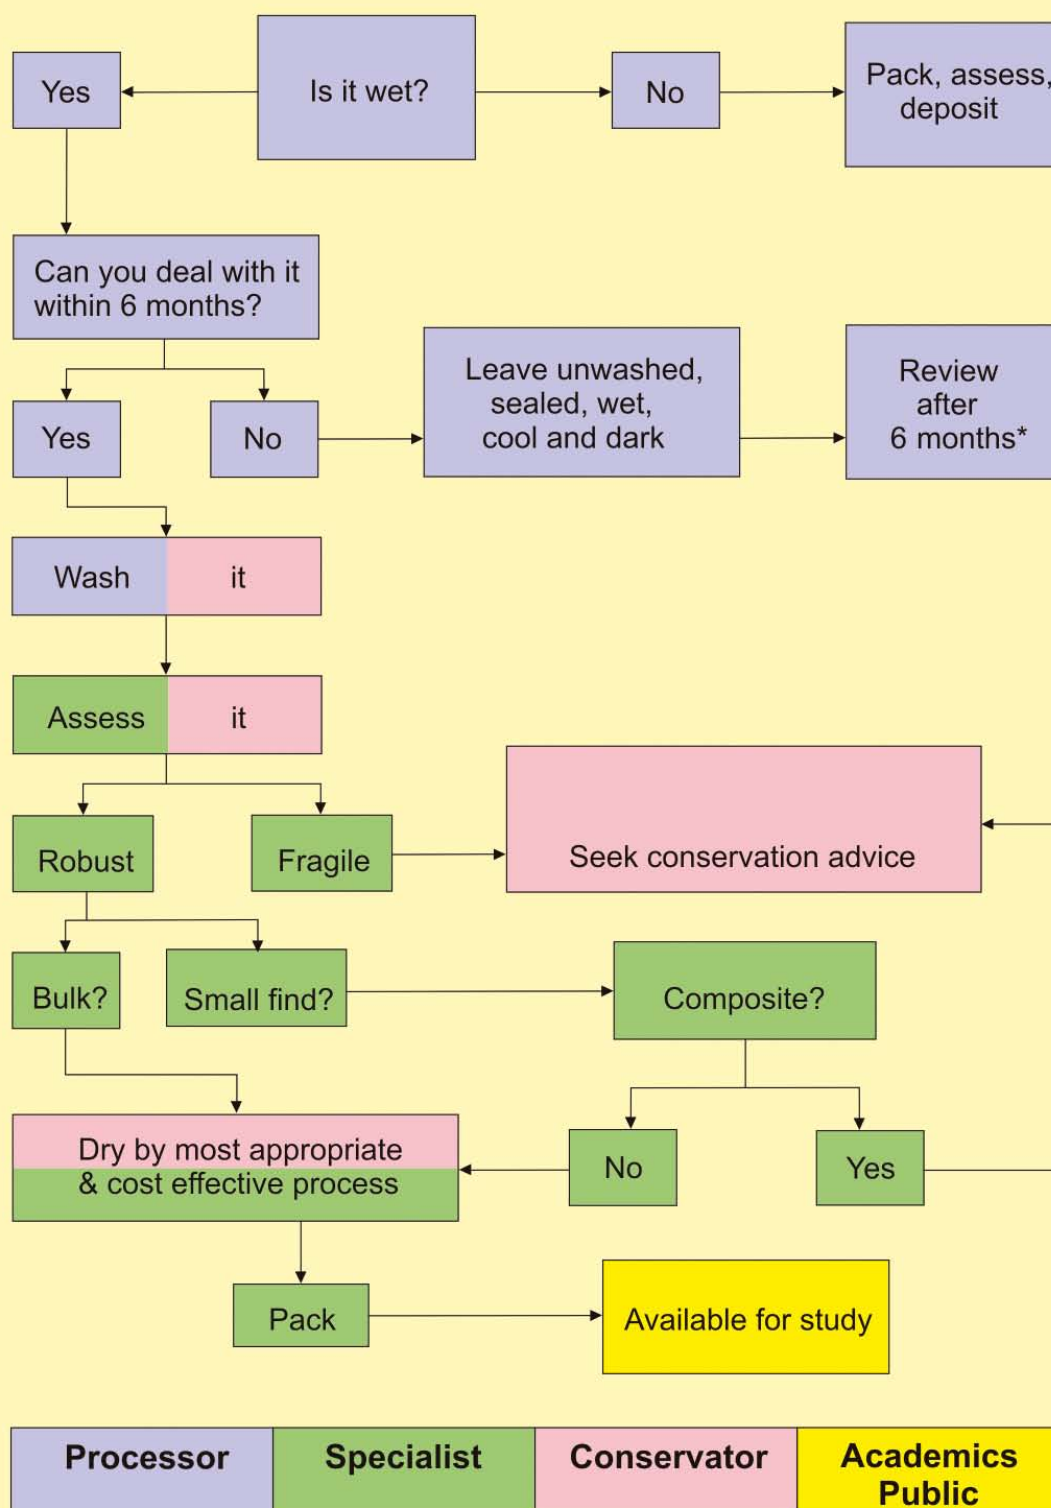 Yes
Is it wet?
No
Pack, assess,
deposit
Can you deal with it
within 6 months?
Yes
No
Leave unwashed,
sealed, wet,
cool and dark
Review
after
6 months*
Wash it
Assess it
Robust
Fragile
Seek conservation advice
Bulk?
Small find?
Composite?
Dry by most appropriate
& cost effective process
No
Yes
Pack
Available for study
Processor
Specialist
Conservator
Academics
Public